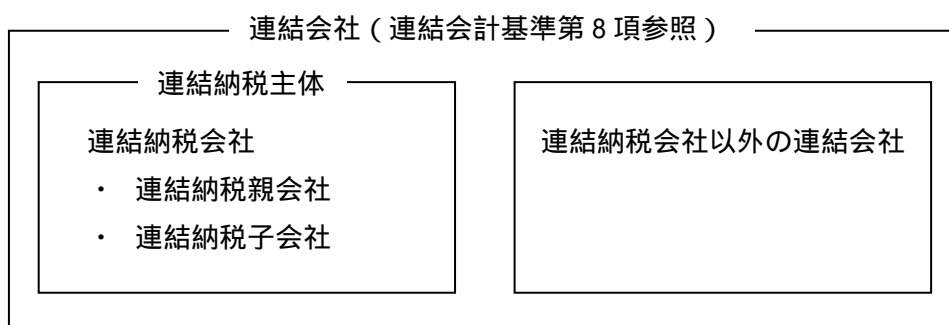 連結会社（連結会計基準第8項参照）
連結納税主体
連結納税会社
・ 連結納税親会社
・ 連結納税子会社
連結納税会社以外の連結会社